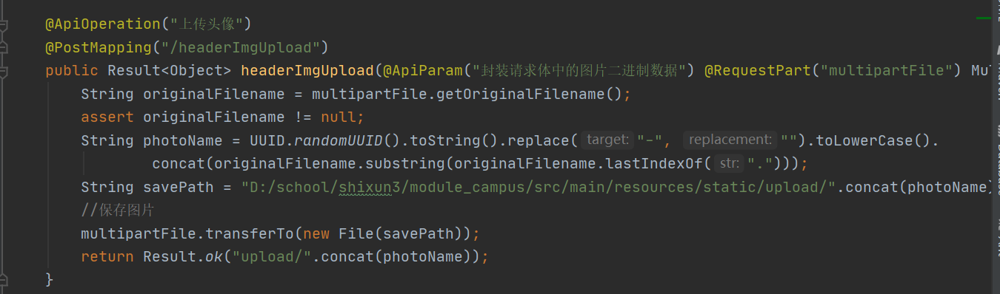 @ApiOperation("上传头像")
@PostMapping("/headerImgUpload")
public Result<Object> headerImgUpload(@ApiParam("封装请求体中的图片二进制数据") @RequestPart("multipartFile") Mu
String originalFilename = multipartFile.getOriginalFilename();
assert originalFilename != null;
String photoName = UUID.randomUUID().toString().replace( target: "-", replacement: "").toLowerCase().
concat(originalFilename.substring(originalFilename.lastIndexOf( str: ".")));
String savePath = "D:/school/shixun3/module_campus/src/main/resources/static/upload/".concat(photoName)
//保存图片
multipartFile.transferTo(new File(savePath));
return Result.ok("upload/".concat(photoName));
}